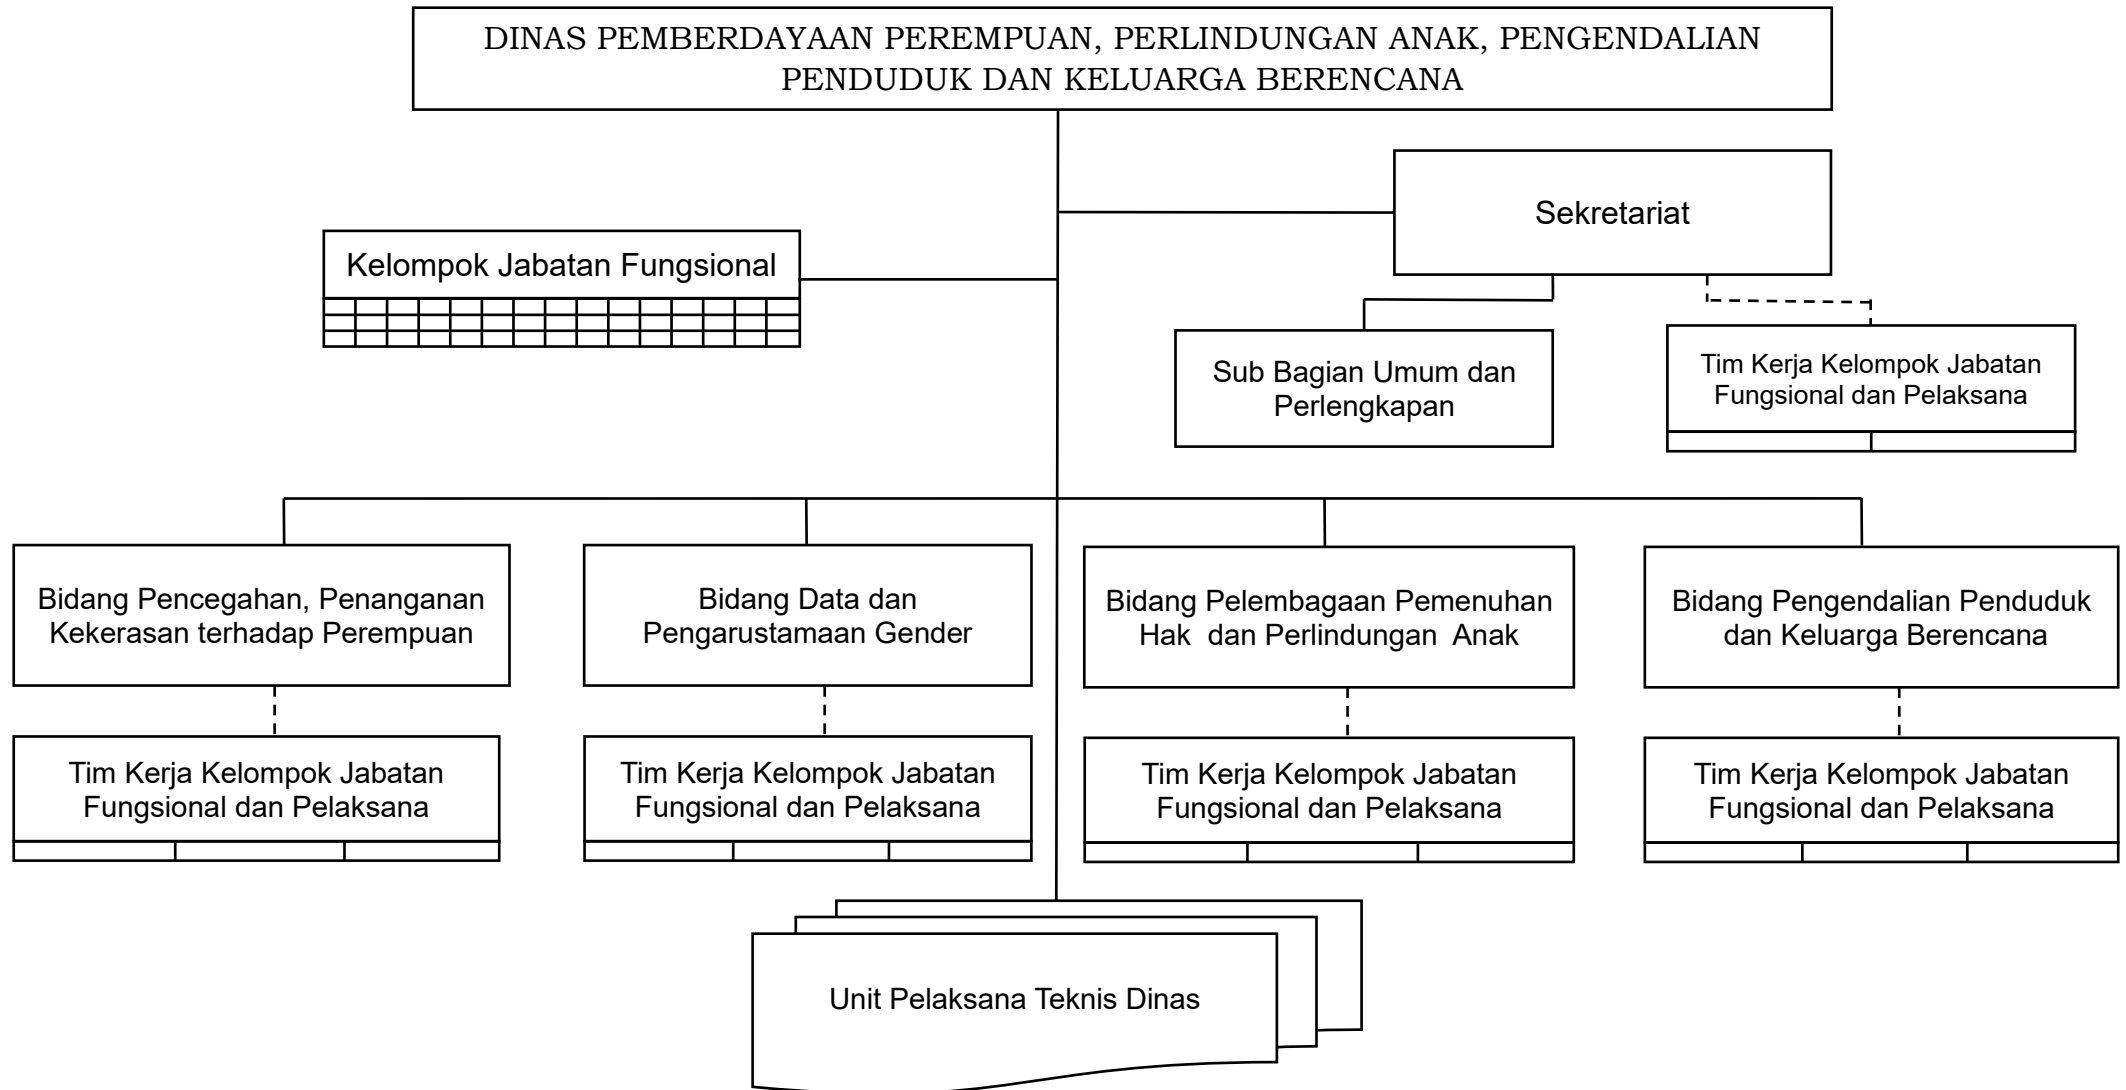 DINAS PEMBERDAYAAN PEREMPUAN, PERLINDUNGAN ANAK, PENGENDALIAN
PENDUDUK DAN KELUARGA BERENCANA
Sekretariat
Kelompok Jabatan Fungsional
Sub Bagian Umum dan
Perlengkapan
Tim Kerja Kelompok Jabatan
Fungsional dan Pelaksana
Bidang Pencegahan, Penanganan
Kekerasan terhadap Perempuan
Bidang Data dan
Pengarustamaan Gender
Bidang Pelembagaan Pemenuhan
Hak  dan Perlindungan  Anak
Bidang Pengendalian Penduduk
dan Keluarga Berencana
Tim Kerja Kelompok Jabatan
Fungsional dan Pelaksana
Tim Kerja Kelompok Jabatan
Fungsional dan Pelaksana
Tim Kerja Kelompok Jabatan
Fungsional dan Pelaksana
Tim Kerja Kelompok Jabatan
Fungsional dan Pelaksana
Unit Pelaksana Teknis Dinas